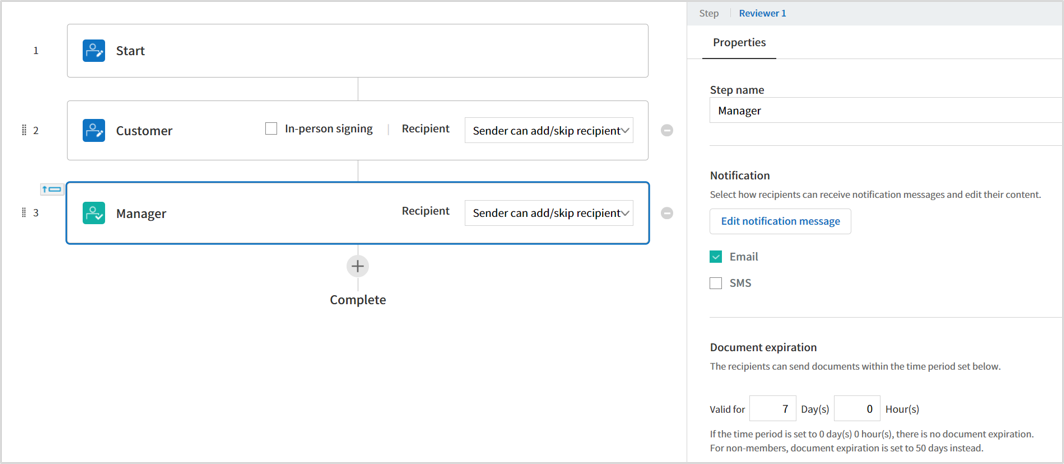 1
Start
2
Customer
In-person signing
Recipient
Sender can add/skip recipient
3
Manager
Recipient
Sender can add/skip recipient
Complete
Step
Reviewer 1
Properties
Step name
Manager
Notification
Select how recipients can receive notification messages and edit their content.
Edit notification message
Email
SMS
Document expiration
The recipients can send documents within the time period set below.
Valid for 7 Day(s) 0 Hour(s)
If the time period is set to 0 day(s) 0 hour(s), there is no document expiration.
For non-members, document expiration is set to 50 days instead.